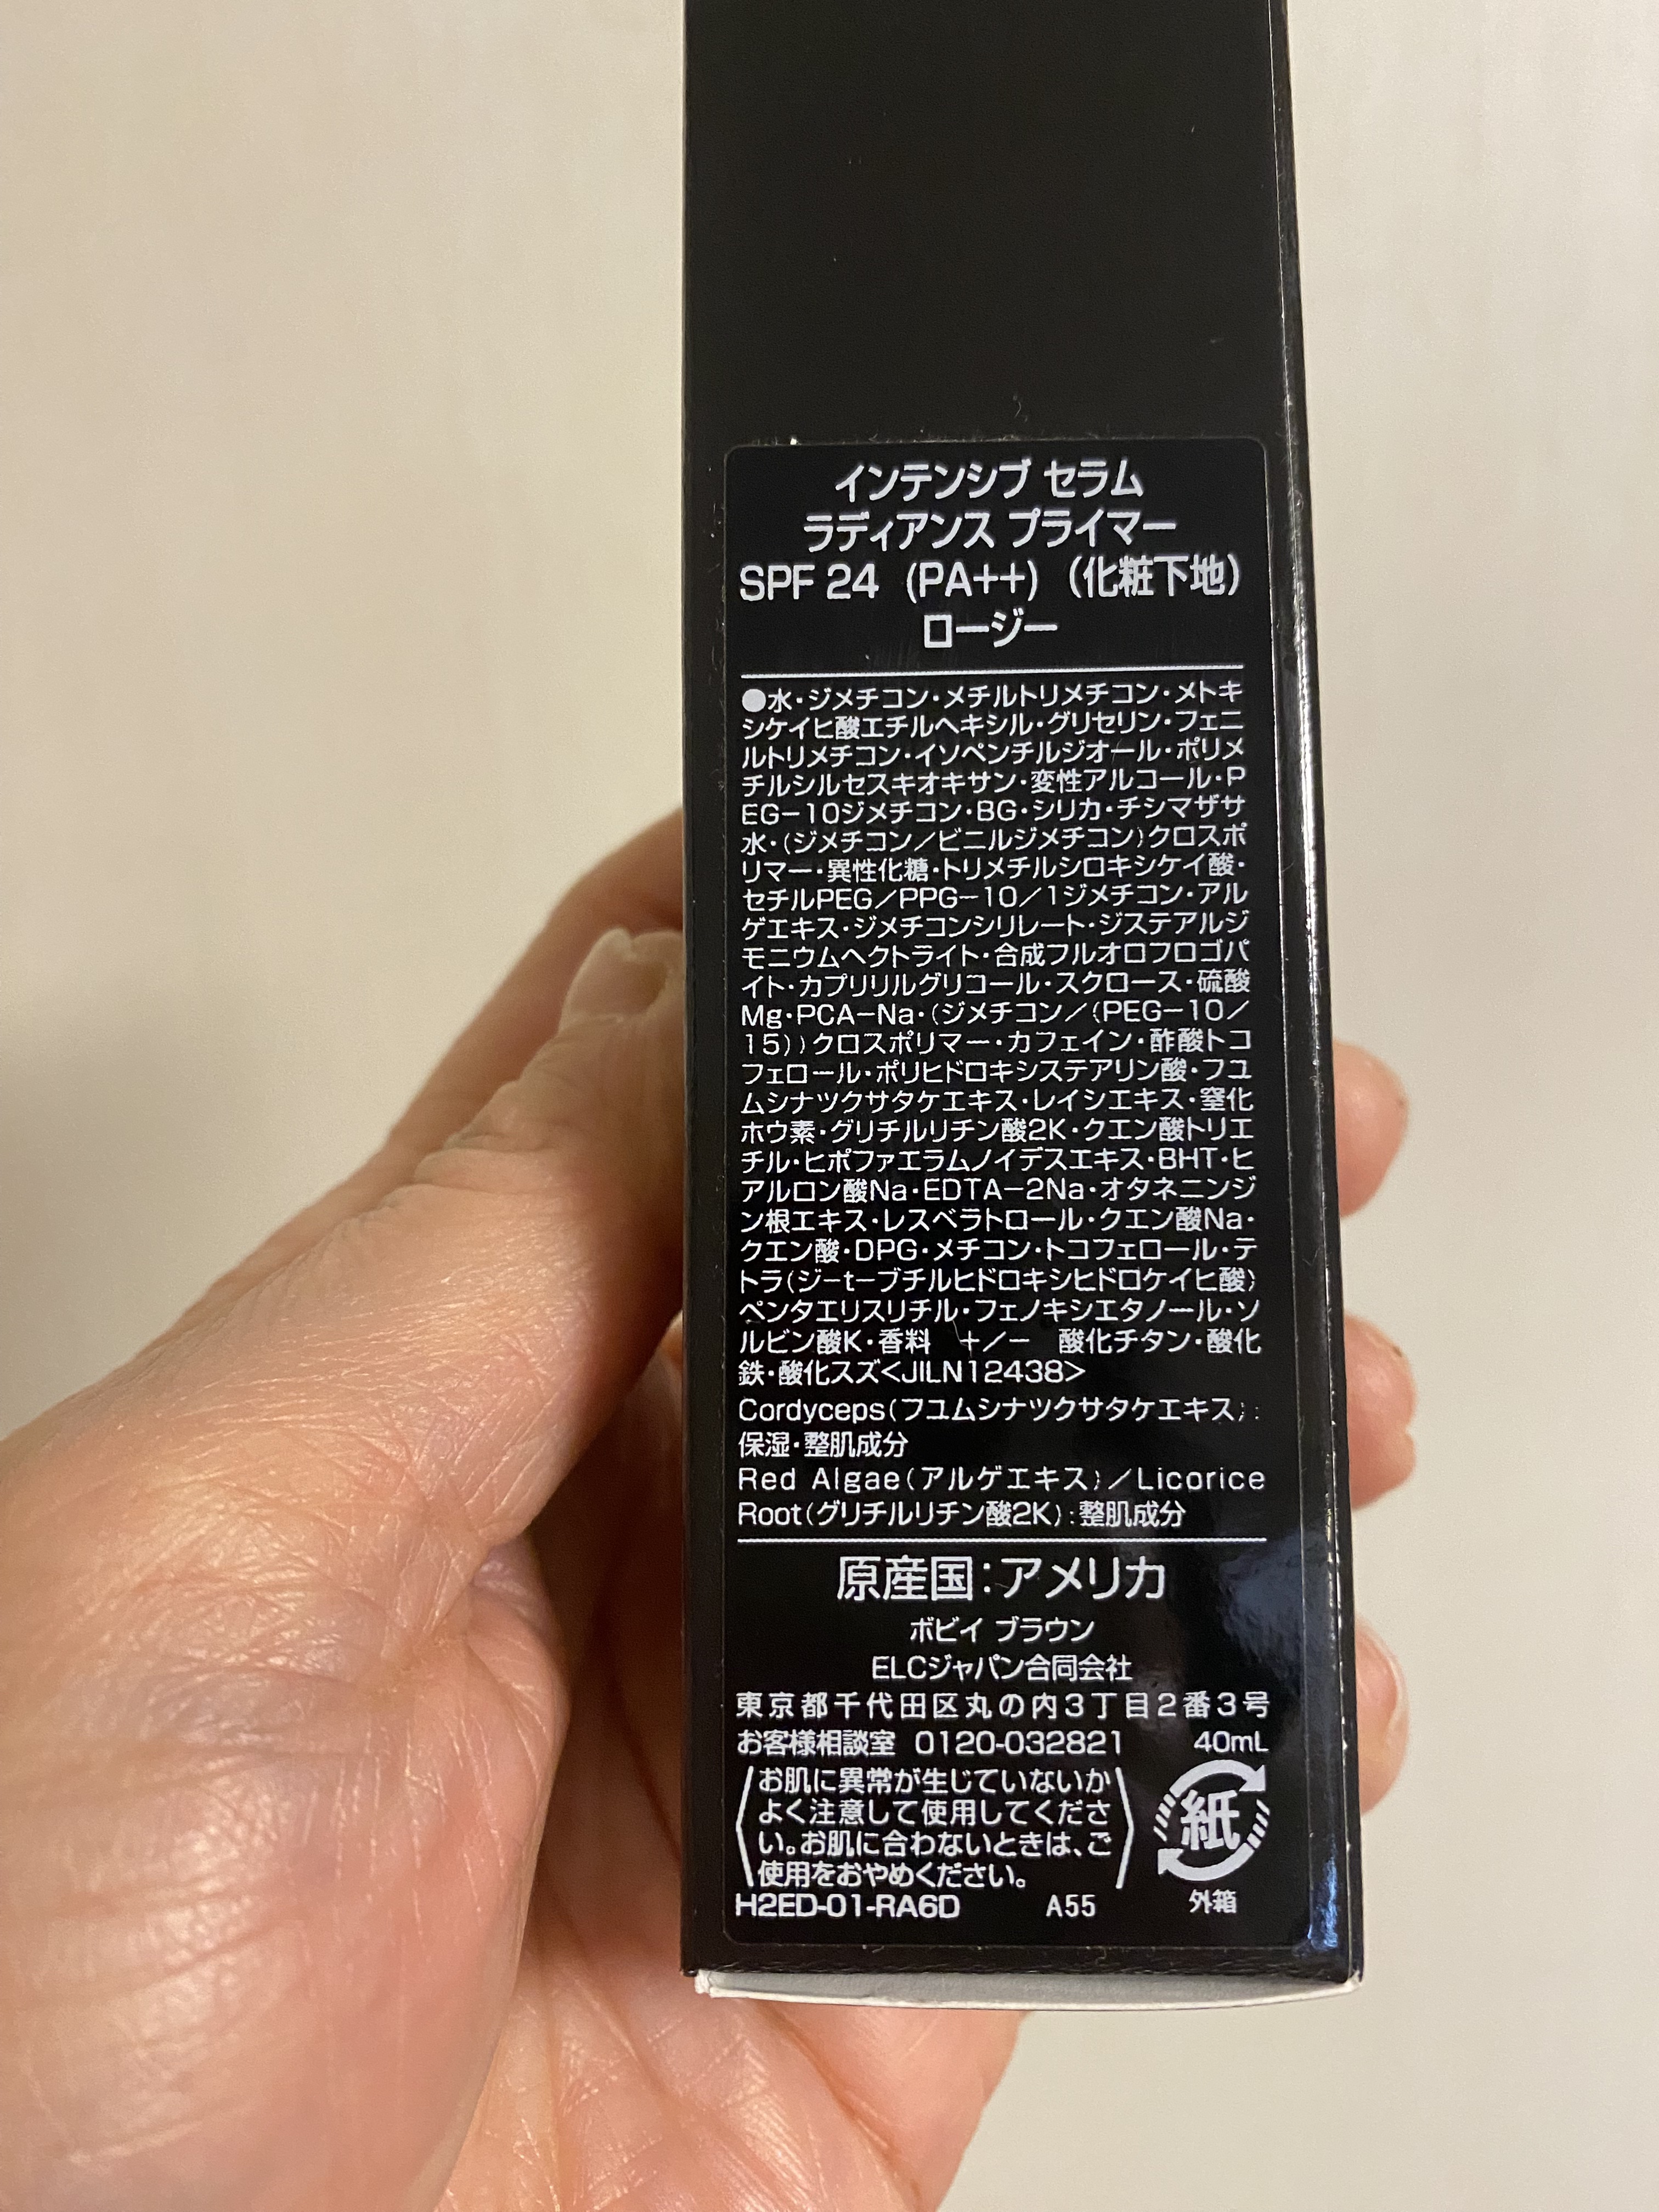 インテンシブ セラム
ラディアンス プライマー
SPF 24 (PA++)（化粧下地）
ロージー
●水・ジメチコン・メチルトリメチコン・メトキ
シケイヒ酸エチルヘキシル・グリセリン・フェニ
ルトリメチコン・イソペンチルジオール・ポリメ
チルシルセスキオキサン・変性アルコール・P
EG−10ジメチコン・BG・シリカ・チシマザサ
水・(ジメチコン／ビニルジメチコン)クロスポ
リマー・異性化糖・トリメチルシロキシケイ酸・
セチルPEG／PPG−10／1ジメチコン・アル
ゲエキス・ジメチコンシリレート・ジステアルジ
モニウムヘクトライト・合成フルオロフロゴパ
イト・カプリリルグリコール・スクロース・硫酸
Mg・PCA−Na・(ジメチコン／(PEG−10／
15))クロスポリマー・カフェイン・酢酸トコ
フェロール・ポリヒドロキシステアリン酸・フユ
ムシナツクサタケエキス・レイシエキス・窒化
ホウ素・グリチルリチン酸2K・クエン酸トリエ
チル・ヒポファエラムノイデスエキス・BHT・ヒ
アルロン酸Na・EDTA−2Na・オタネニンジ
ン根エキス・レスベラトロール・クエン酸Na・
クエン酸・DPG・メチコン・トコフェロール・テ
トラ(ジ−t−ブチルヒドロキシヒドロケイヒ酸)
ペンタエリスリチル・フェノキシエタノール・ソ
ルビン酸K・香料　+／−　酸化チタン・酸化
鉄・酸化スズ<JILN12438>
Cordyceps(フユムシナツクサタケエキス):
保湿・整肌成分
Red Algae(アルゲエキス)／Licorice
Root(グリチルリチン酸2K):整肌成分
原産国：アメリカ
ボビイ ブラウン
ELCジャパン合同会社
東京都千代田区丸の内3丁目2番3号
お客様相談室 0120-032821 40mL
お肌に異常が生じていないか
よく注意して使用してくださ
い。お肌に合わないときは、ご
使用をおやめください。
紙
外箱
H2ED-01-RA6D A55